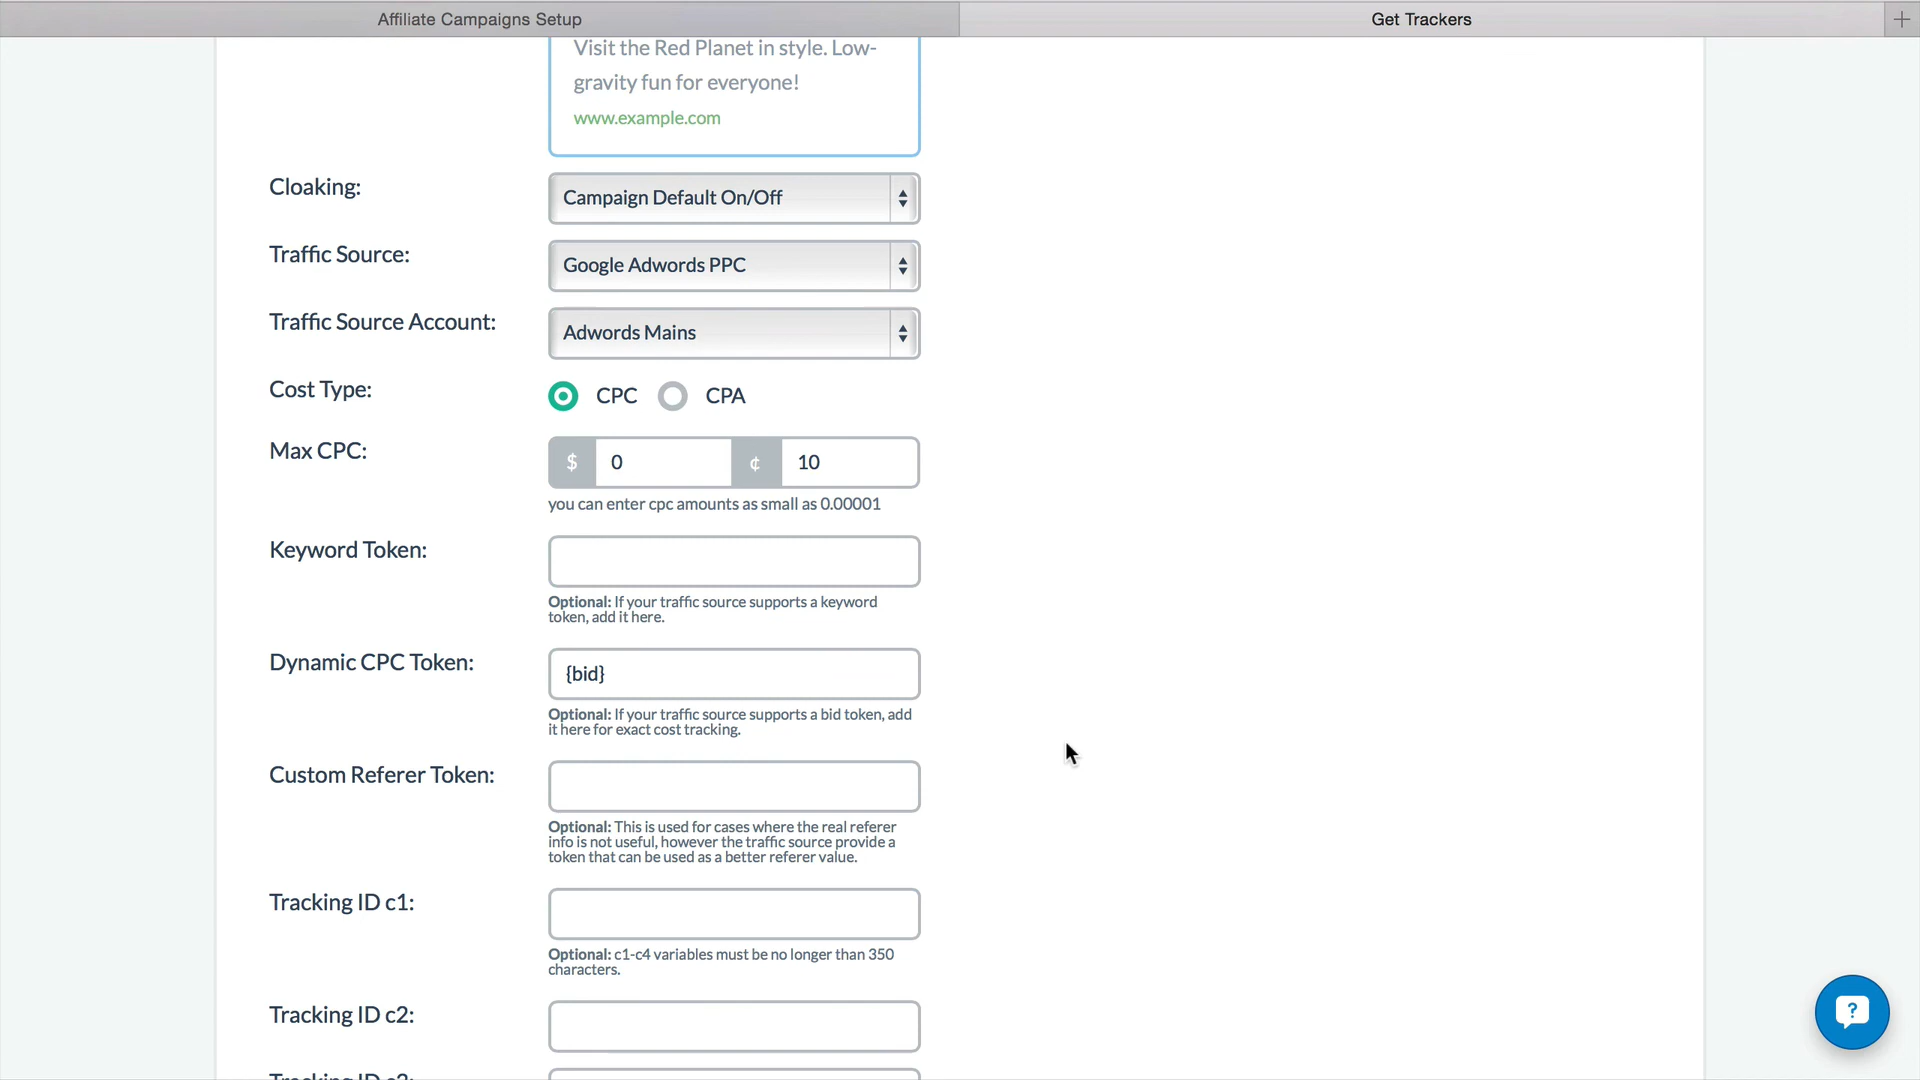 Affiliate Campaigns Setup
Get Trackers
+
Visit the Red Planet in style. Low-
gravity fun for everyone!
www.example.com
Cloaking:
Campaign Default On/Off
Traffic Source:
Google Adwords PPC
Traffic Source Account:
Adwords Mains
Cost Type:
CPC CPA
Max CPC:
$ 0 ¢ 10
you can enter cpc amounts as small as 0.00001
Keyword Token:
Optional: If your traffic source supports a keyword
token, add it here.
Dynamic CPC Token:
{bid}
Optional: If your traffic source supports a bid token, add
it here for exact cost tracking.
Custom Referer Token:
Optional: This is used for cases where the real referer
info is not useful, however the traffic source provide a
token that can be used as a better referer value.
Tracking ID c1:
Optional: c1-c4 variables must be no longer than 350
characters.
Tracking ID c2:
?